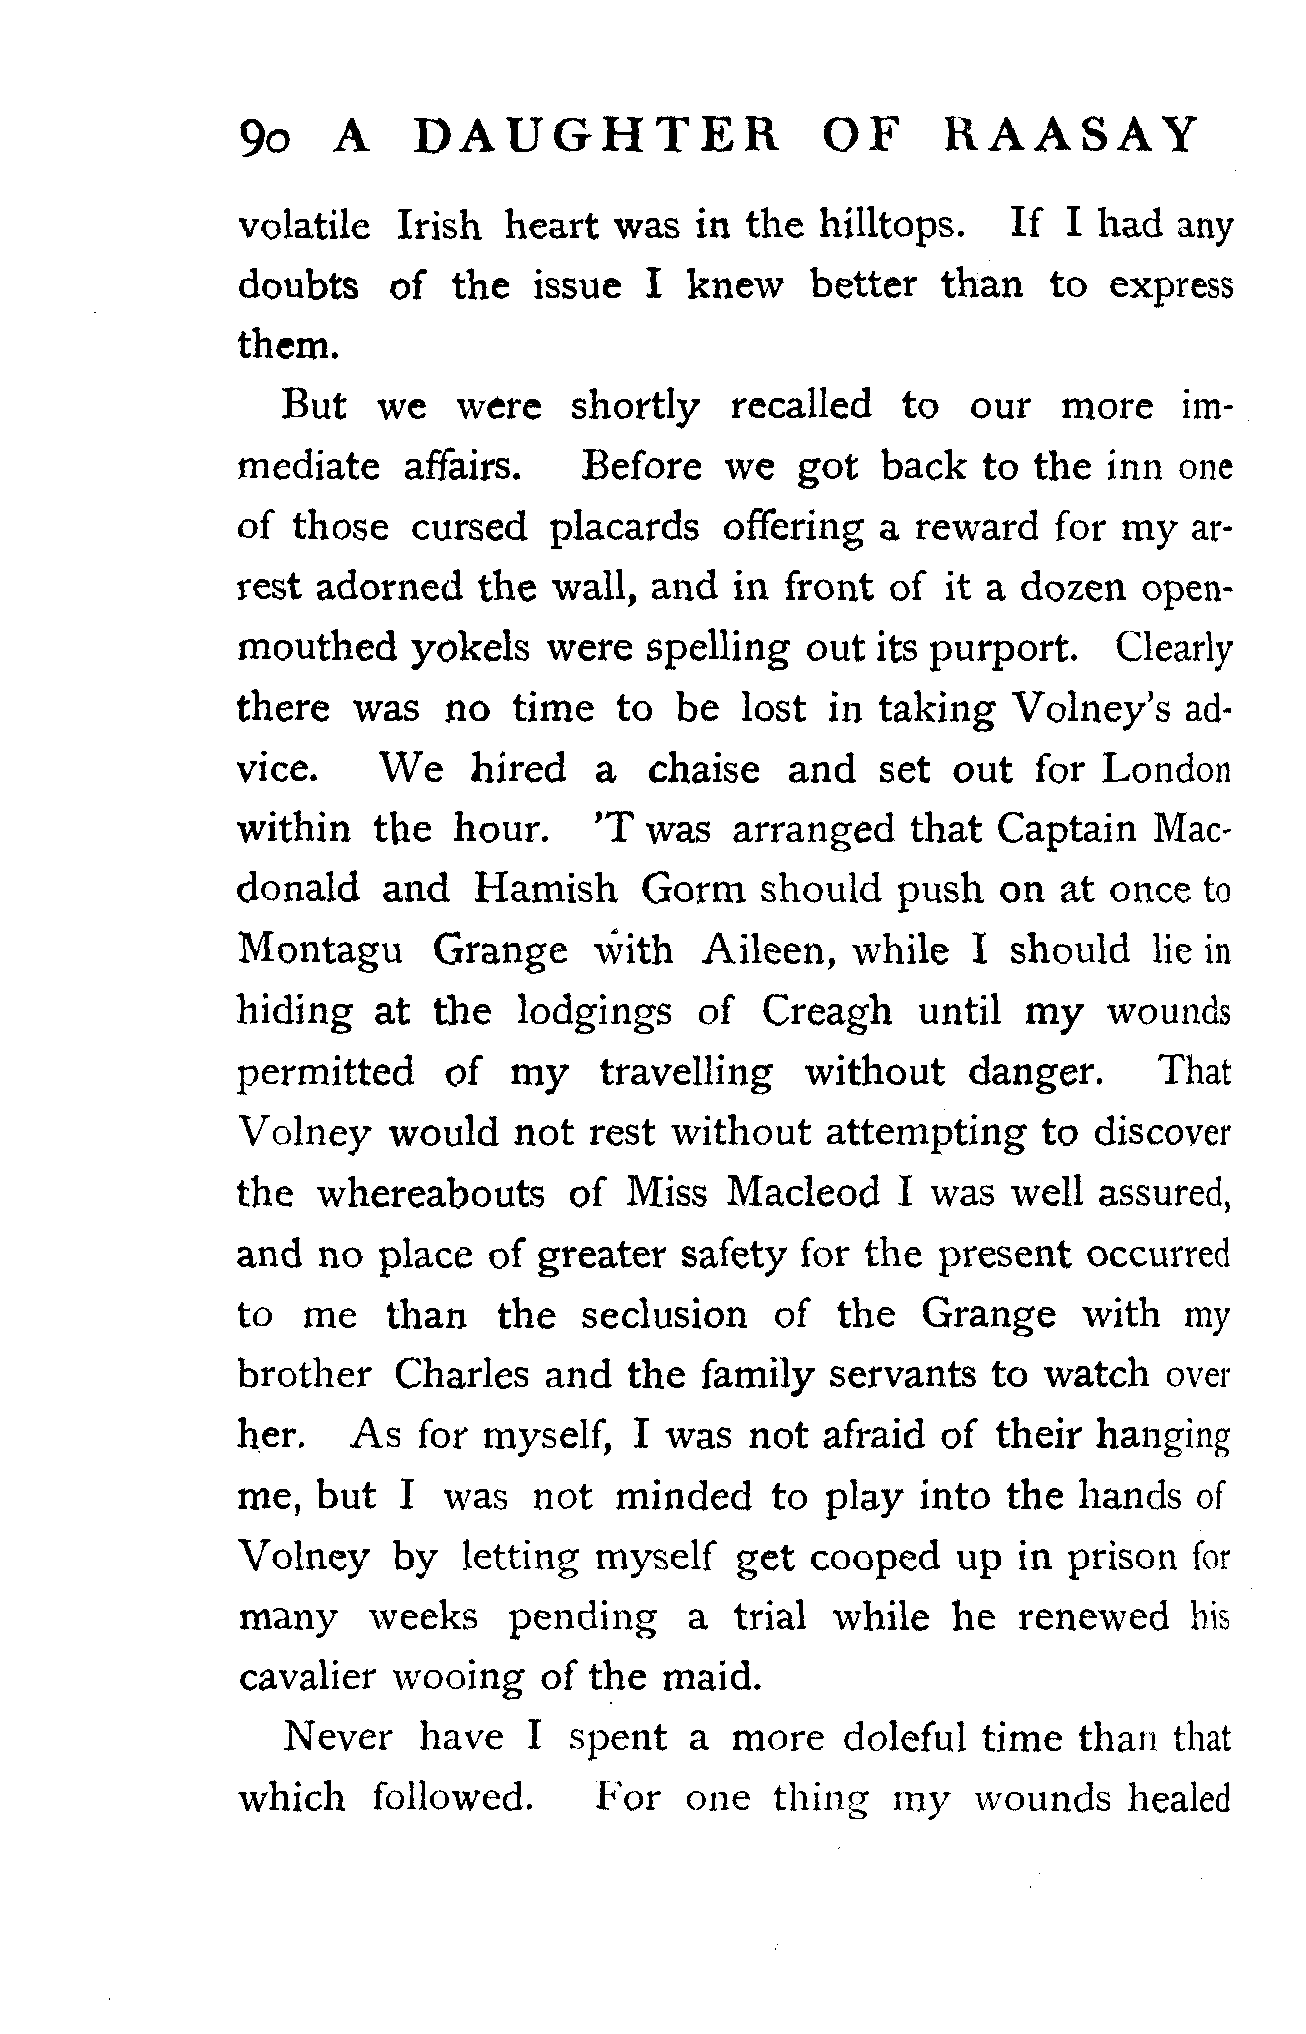 90 A DAUGHTER OF RAASAY
volatile Irish heart was in the hilltops. If I had any
doubts of the issue I knew better than to express
them.
But we were shortly recalled to our more im-
mediate affairs. Before we got back to the inn one
of those cursed placards offering a reward for my ar-
rest adorned the wall, and in front of it a dozen open-
mouthed yokels were spelling out its purport. Clearly
there was no time to be lost in taking Volney's ad-
vice. We hired a chaise and set out for London
within the hour. 'T was arranged that Captain Mac-
donald and Hamish Gorm should push on at once to
Montagu Grange with Aileen, while I should lie in
hiding at the lodgings of Creagh until my wounds
permitted of my travelling without danger. That
Volney would not rest without attempting to discover
the whereabouts of Miss Macleod I was well assured,
and no place of greater safety for the present occurred
to me than the seclusion of the Grange with my
brother Charles and the family servants to watch over
her. As for myself, I was not afraid of their hanging
me, but I was not minded to play into the hands of
Volney by letting myself get cooped up in prison for
many weeks pending a trial while he renewed his
cavalier wooing of the maid.
Never have I spent a more doleful time than that
which followed. For one thing my wounds healed